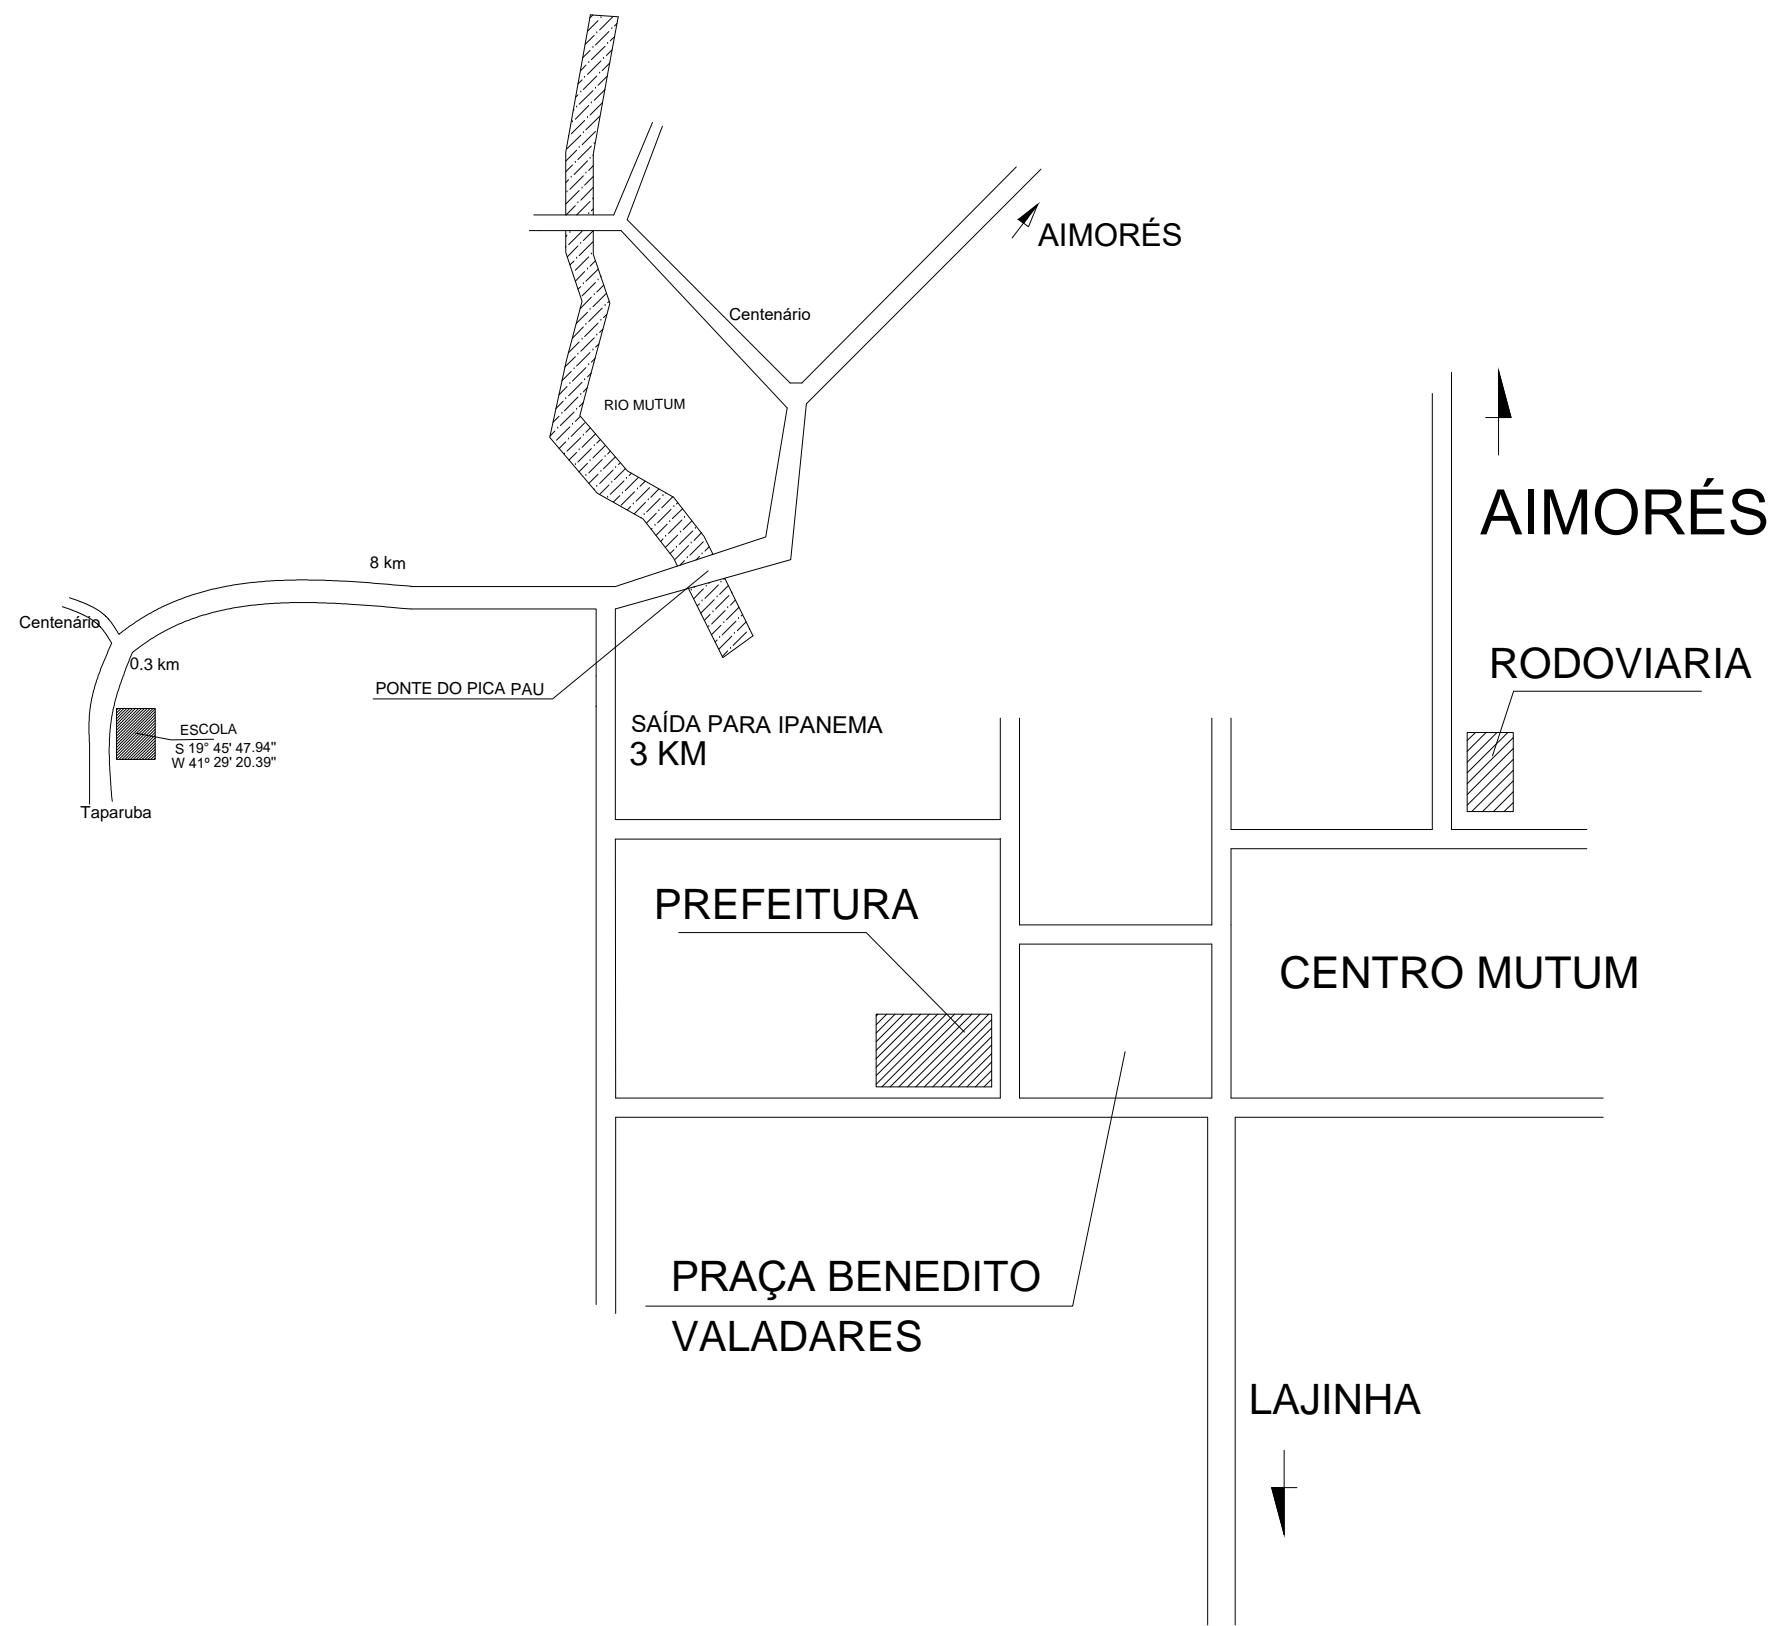 AIMORÉS
Centenário
RIO MUTUM
AIMORÉS
8 km
Centenário
0.3 km
RODOVIARIA
PONTE DO PICA PAU
ESCOLA
S 19° 45' 47.94"
W 41º 29' 20.39"
Taparuba
SAÍDA PARA IPANEMA
3 KM
PREFEITURA
CENTRO MUTUM
PRAÇA BENEDITO
VALADARES
LAJINHA